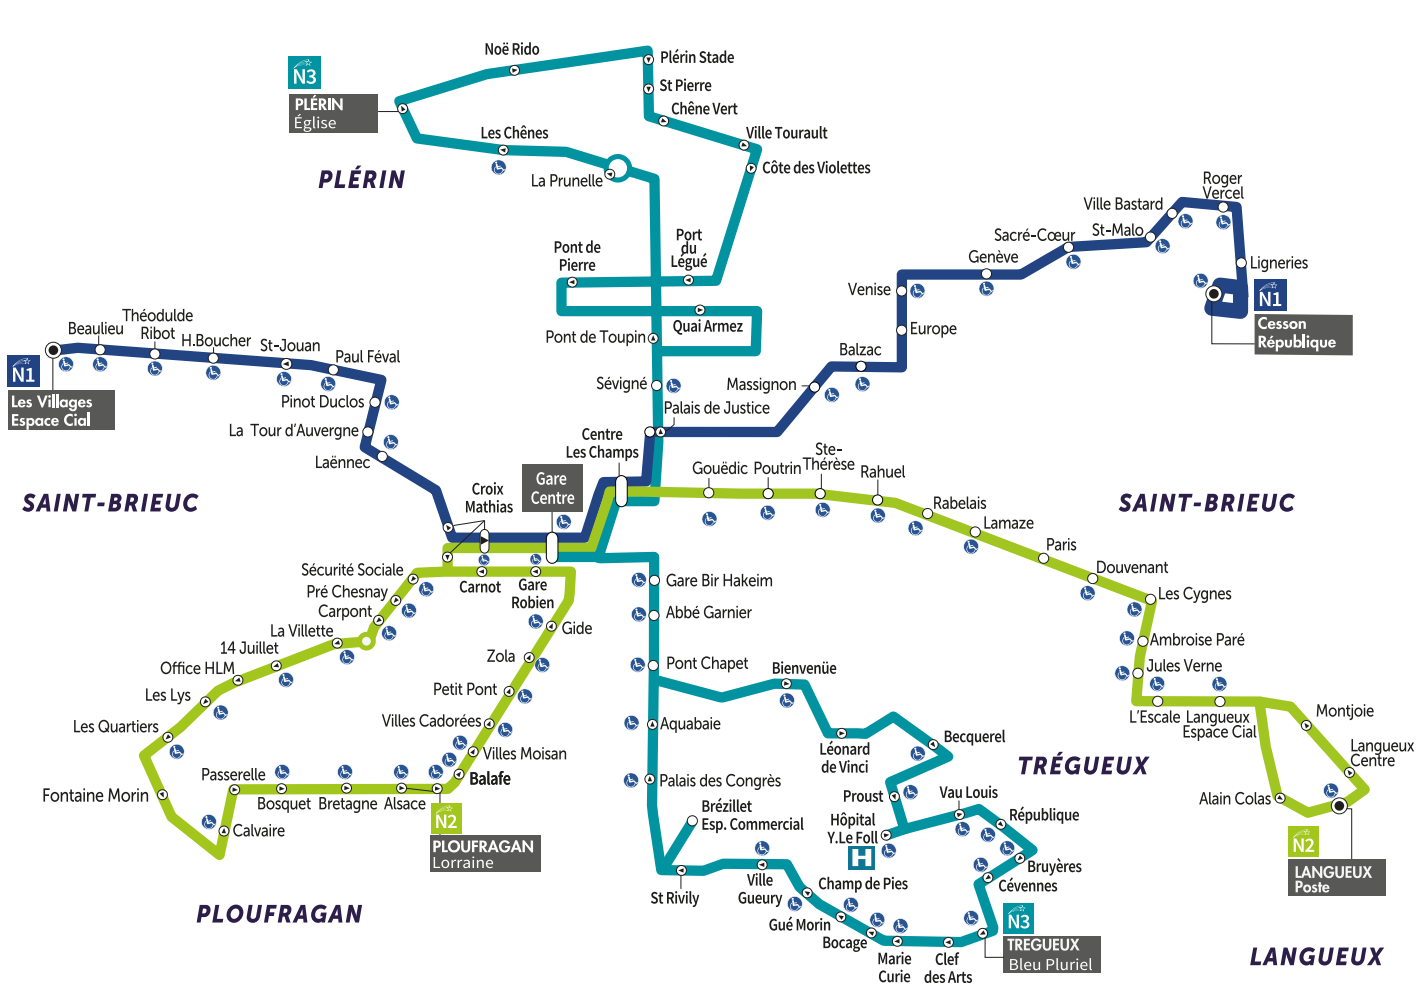 Noë Rido
Plérin Stade
N3
St Pierre
PLÉRIN
Église
Chêne Vert
Les Chênes
Ville Tourault
Côte des Violettes
La Prunelle
PLÉRIN
Roger
Vercel
Ville Bastard
St-Malo
Sacré-Cœur
Genève
Ligneries
Port
du
Légué
Pont de
Pierre
Venise
N1
Cesson
République
Quai Armez
Europe
Pont de Toupin
Balzac
Théodulde
Ribot
Beaulieu
H.Boucher
St-Jouan
Paul Féval
N1
Les Villages
Espace Cial
Pinot Duclos
La Tour d'Auvergne
Laënnec
Sévigné
Massignon
Palais de Justice
Centre
Les Champs
Gouëdic
Poutrin
Ste-
Thérèse
Rahuel
SAINT-BRIEUC
Croix
Mathias
Gare
Centre
SAINT-BRIEUC
Rabelais
Lamaze
Paris
Douvenant
Les Cygnes
Sécurité Sociale
Pré Chesnay
Carpont
La Villette
14 Juillet
Office HLM
Les Lys
Les Quartiers
Fontaine Morin
Carnot
Gare
Robien
Gide
Zola
Petit Pont
Villes Cadorées
Villes Moisan
Balafe
Passerelle
Bosquet
Bretagne
Alsace
Calvaire
N2
PLOUFRAGAN
Lorraine
PLOUFRAGAN
Gare Bir Hakeim
Abbé Garnier
Pont Chapet
Bienvenüe
Aquabaie
Palais des Congrès
Léonard
de Vinci
Becquerel
TRÉGUEUX
Ambroise Paré
Jules Verne
L'Escale
Langueux
Espace Cial
Montjoie
Langueux
Centre
Alain Colas
N2
LANGUEUX
Poste
LANGUEUX
Brézillet
Esp. Commercial
Proust
Vau Louis
République
Hôpital
Y.Le Foll
H
Bruyères
Cévennes
St Rivily
Ville
Gueury
Champ de Pies
Gué Morin
Bocage
Marie
Curie
Clef
des Arts
N3
TREGUEUX
Bleu Pluriel